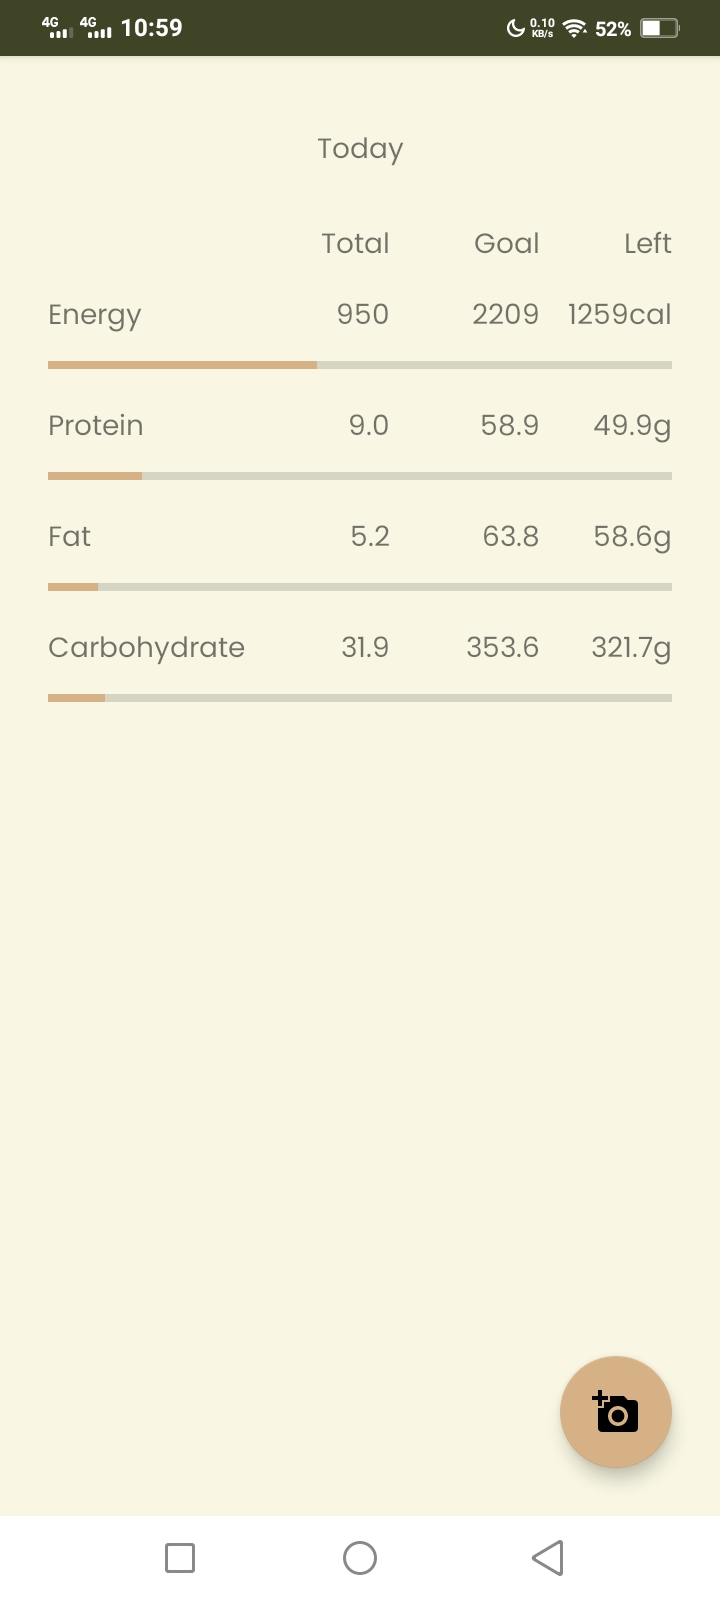 4G 4G 10:59 0.10 KB/s 52%
Today
Total Goal Left
Energy 950 2209 1259cal
Protein 9.0 58.9 49.9g
Fat 5.2 63.8 58.6g
Carbohydrate 31.9 353.6 321.7g